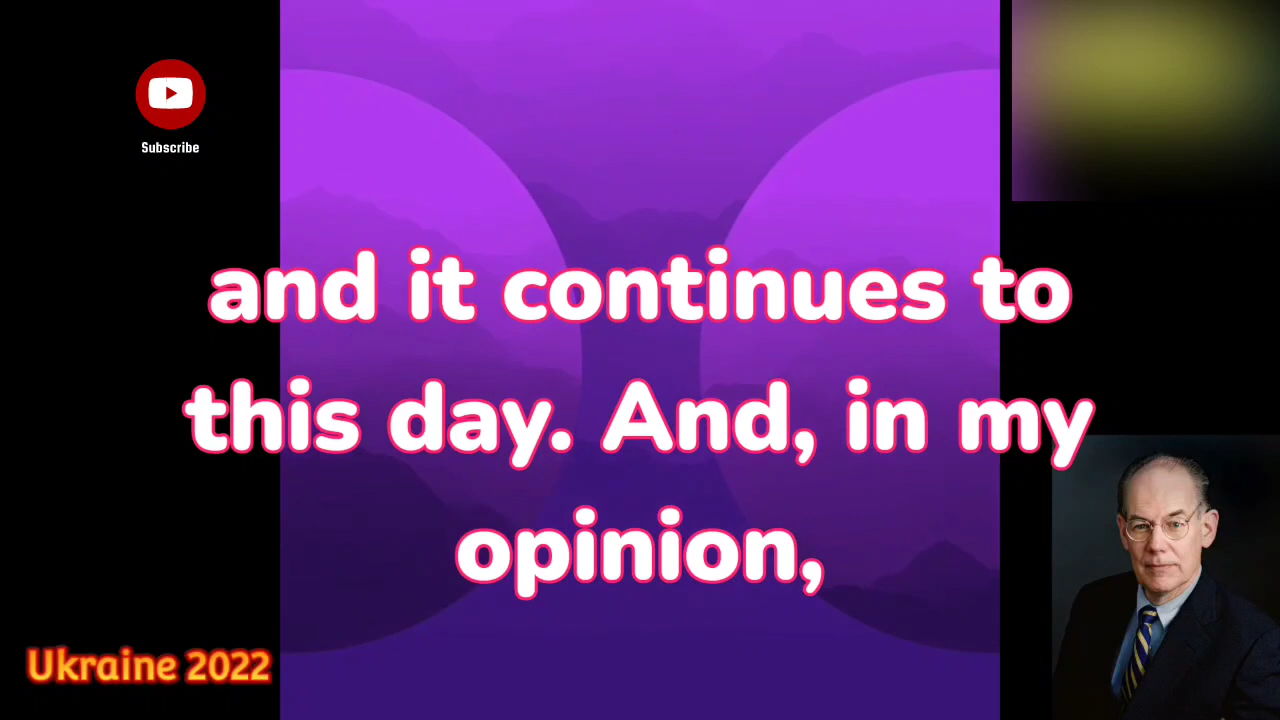 Subscribe
and it continues to
this day. And, in my
opinion,
Ukraine 2022